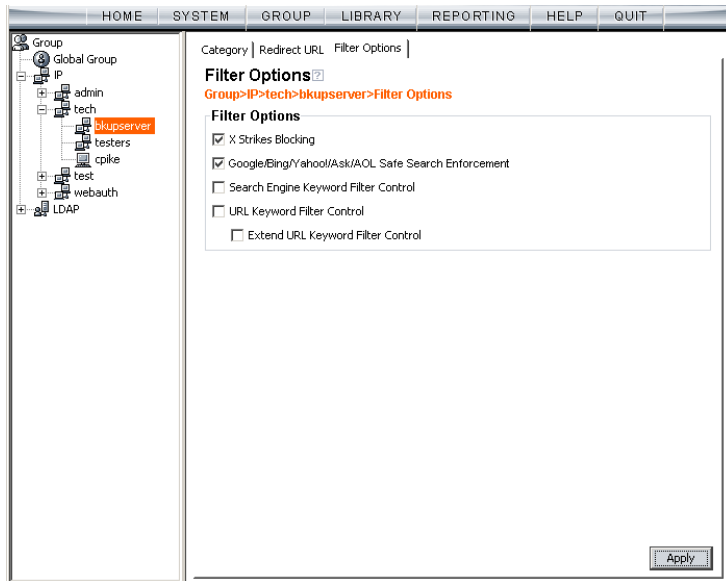 HOME SYSTEM GROUP LIBRARY REPORTING HELP QUIT
Group
Global Group
IP
admin
tech
bkupserver
testers
cpike
test
webauth
LDAP
Category Redirect URL Filter Options
Filter Options ?
Group>IP>tech>bkupserver>Filter Options
Filter Options
X Strikes Blocking
Google/Bing/Yahoo!/Ask/AOL Safe Search Enforcement
Search Engine Keyword Filter Control
URL Keyword Filter Control
Extend URL Keyword Filter Control
Apply